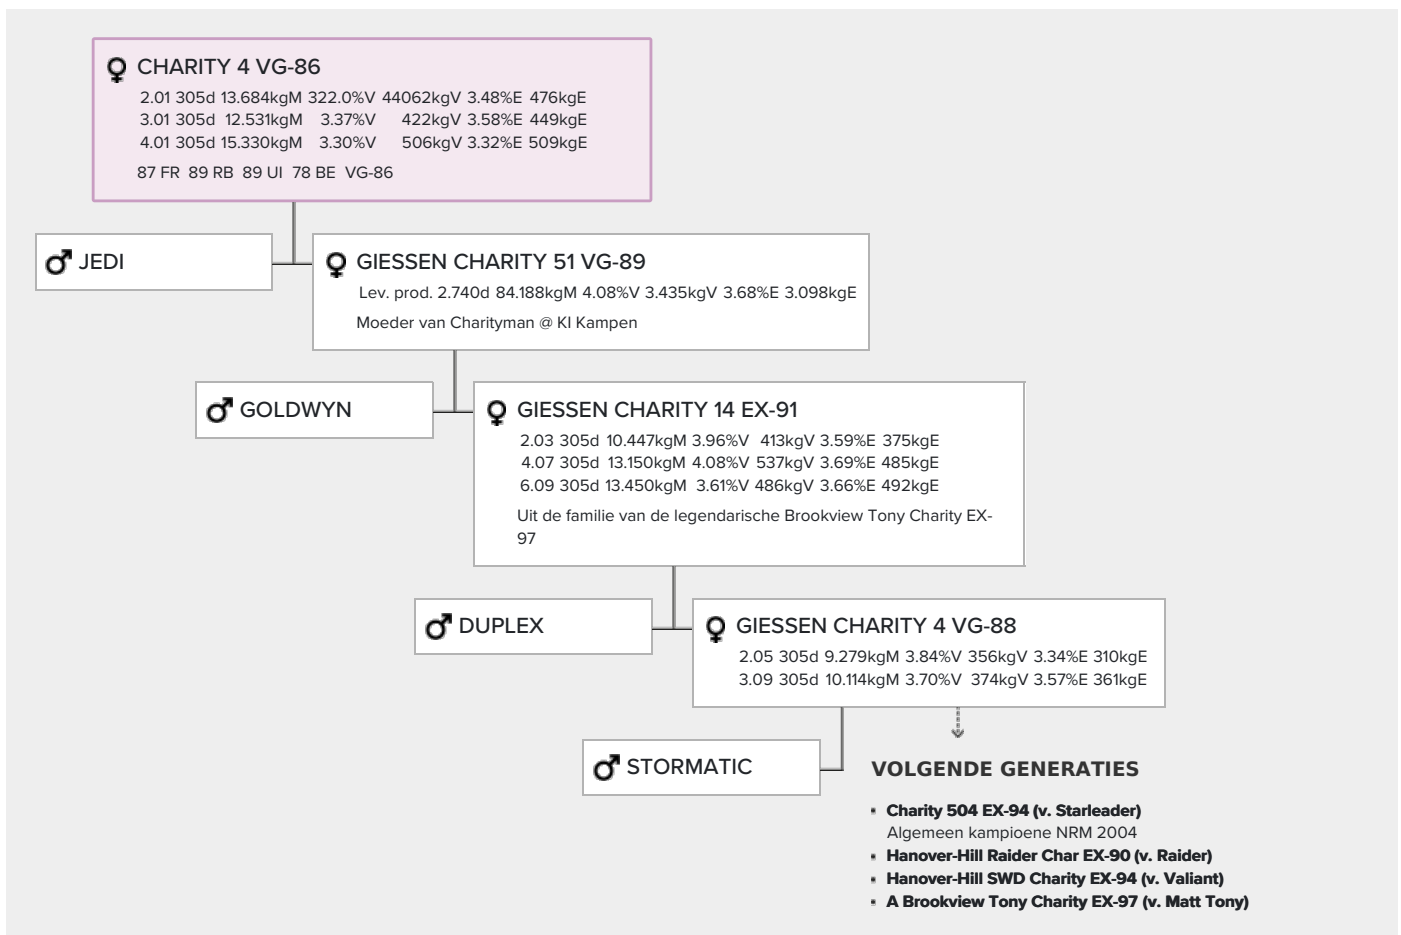 CHARITY 4 VG-86
2.01 305d 13.684kgM 322.0%V 44062kgV 3.48%E 476kgE
3.01 305d 12.531kgM 3.37%V 422kgV 3.58%E 449kgE
4.01 305d 15.330kgM 3.30%V 506kgV 3.32%E 509kgE
87 FR 89 RB 89 UI 78 BE VG-86
JEDI
GIESSEN CHARITY 51 VG-89
Lev. prod. 2.740d 84.188kgM 4.08%V 3.435kgV 3.68%E 3.098kgE
Moeder van Charityman @ KI Kampen
GOLDWYN
GIESSEN CHARITY 14 EX-91
2.03 305d 10.447kgM 3.96%V 413kgV 3.59%E 375kgE
4.07 305d 13.150kgM 4.08%V 537kgV 3.69%E 485kgE
6.09 305d 13.450kgM 3.61%V 486kgV 3.66%E 492kgE
Uit de familie van de legendarische Brookview Tony Charity EX-
97
DUPLEX
GIESSEN CHARITY 4 VG-88
2.05 305d 9.279kgM 3.84%V 356kgV 3.34%E 310kgE
3.09 305d 10.114kgM 3.70%V 374kgV 3.57%E 361kgE
STORMATIC
VOLGENDE GENERATIES
▪ Charity 504 EX-94 (v. Starleader)
Algemeen kampioene NRM 2004
▪ Hanover-Hill Raider Char EX-90 (v. Raider)
▪ Hanover-Hill SWD Charity EX-94 (v. Valiant)
▪ A Brookview Tony Charity EX-97 (v. Matt Tony)